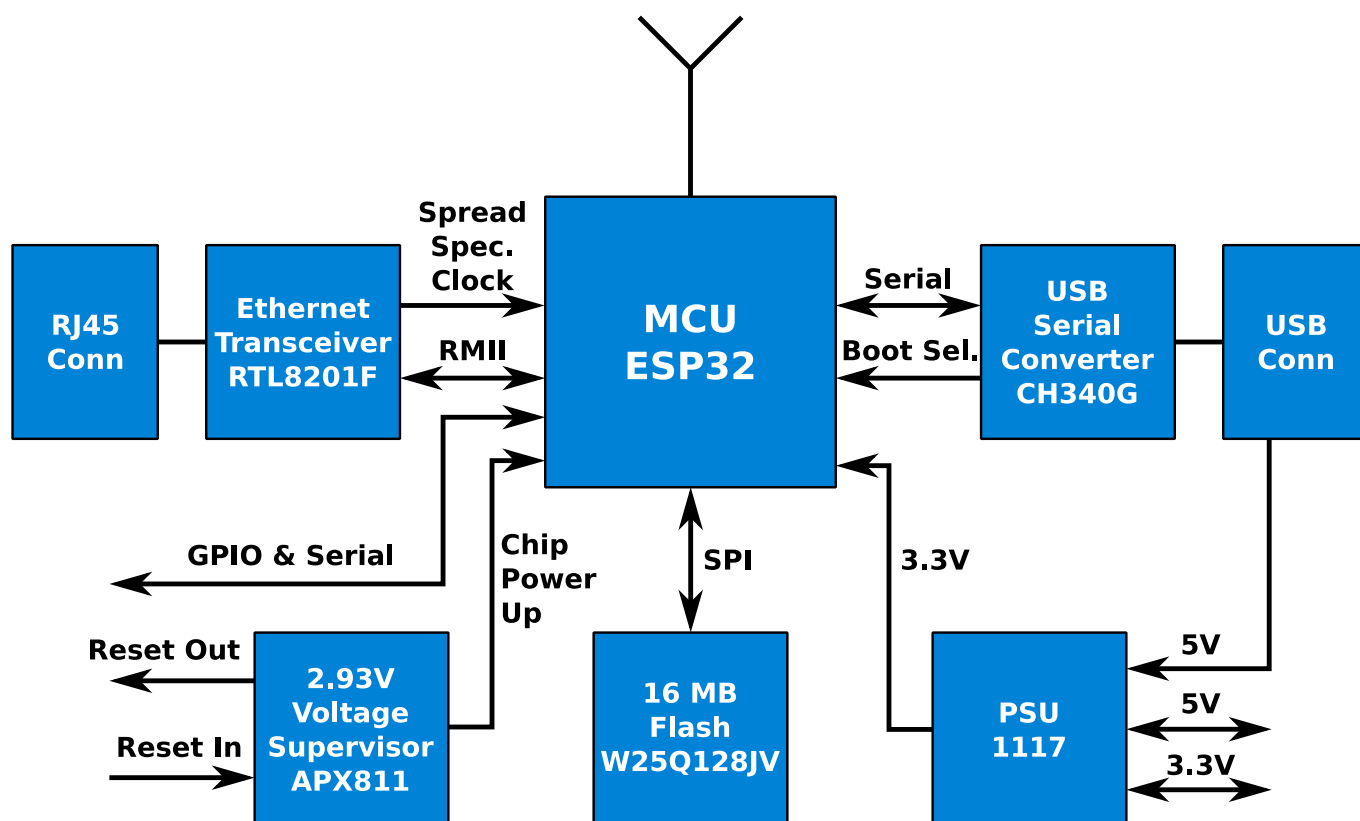 Spread
Spec.
Clock
RJ45
Conn
Ethernet
Transceiver
RTL8201F
RMII
MCU
ESP32
Serial
Boot Sel.
USB
Serial
Converter
CH340G
USB
Conn
GPIO & Serial
Chip
Power
Up
SPI
3.3V
Reset Out
Reset In
2.93V
Voltage
Supervisor
APX811
16 MB
Flash
W25Q128JV
PSU
1117
5V
5V
3.3V